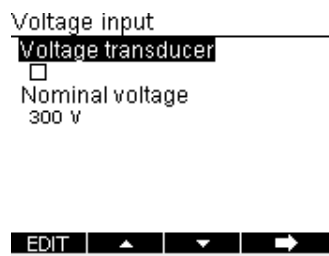 Voltage input
Voltage transducer
Nominal voltage
300 V
EDIT